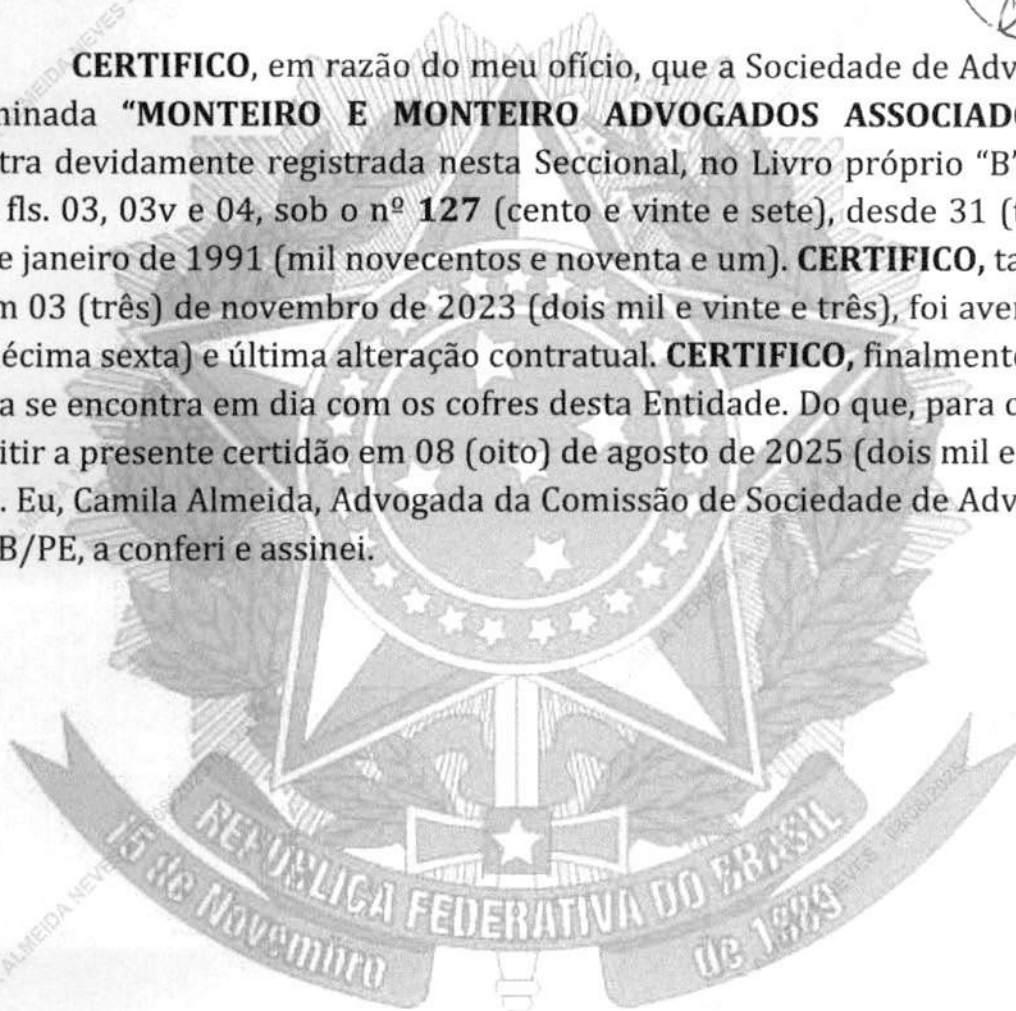 CERTIFICO, em razão do meu ofício, que a Sociedade de Adv
minada “MONTEIRO E MONTEIRO ADVOGADOS ASSOCIADO
tra devidamente registrada nesta Seccional, no Livro próprio “B”
fls. 03, 03v e 04, sob o nº 127 (cento e vinte e sete), desde 31 (t
e janeiro de 1991 (mil novecentos e noventa e um). CERTIFICO, ta
m 03 (três) de novembro de 2023 (dois mil e vinte e três), foi aver
écima sexta) e última alteração contratual. CERTIFICO, finalmente
a se encontra em dia com os cofres desta Entidade. Do que, para c
itir a presente certidão em 08 (oito) de agosto de 2025 (dois mil e
. Eu, Camila Almeida, Advogada da Comissão de Sociedade de Adv
B/PE, a conferi e assinei.
REPÚBLICA FEDERATIVA DO BRASIL
15 de Novembro
de 1889
ALMEIDA NEVES